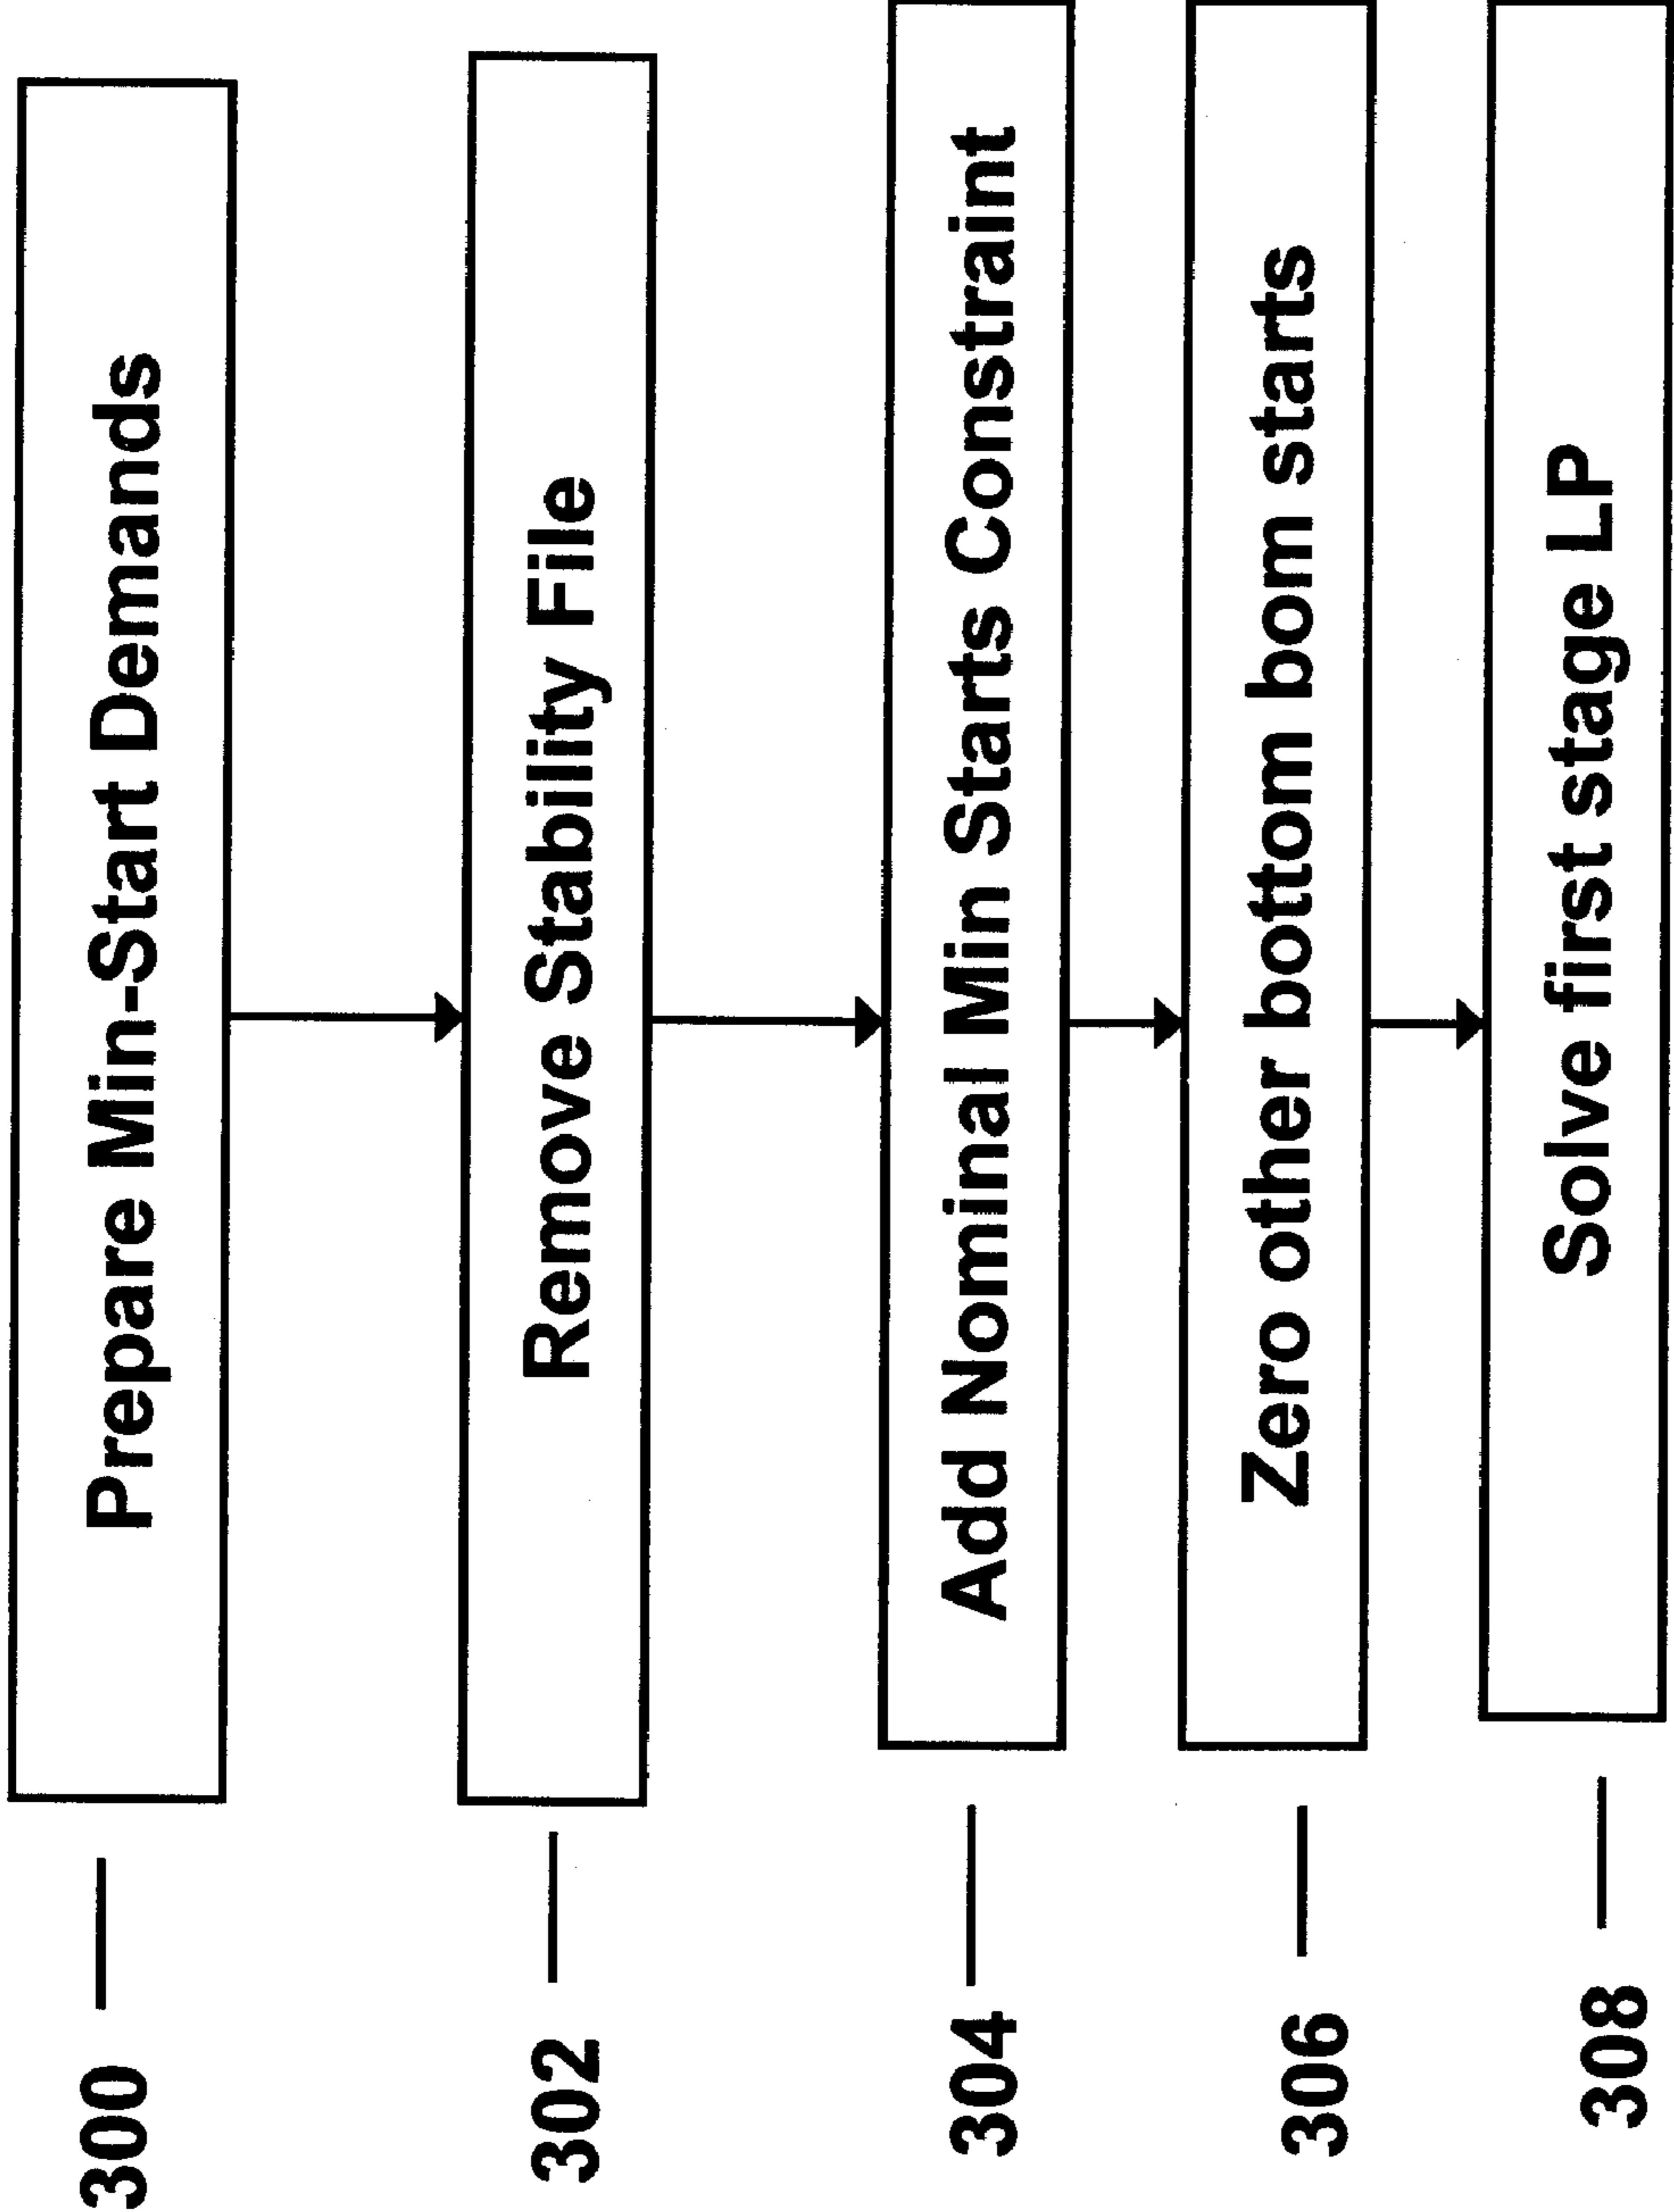 300
Prepare Min-Start Demands
302
Remove Stability File
304
Add Nominal Min Starts Constraint
306
Zero other bottom bom starts
308
Solve first stage LP